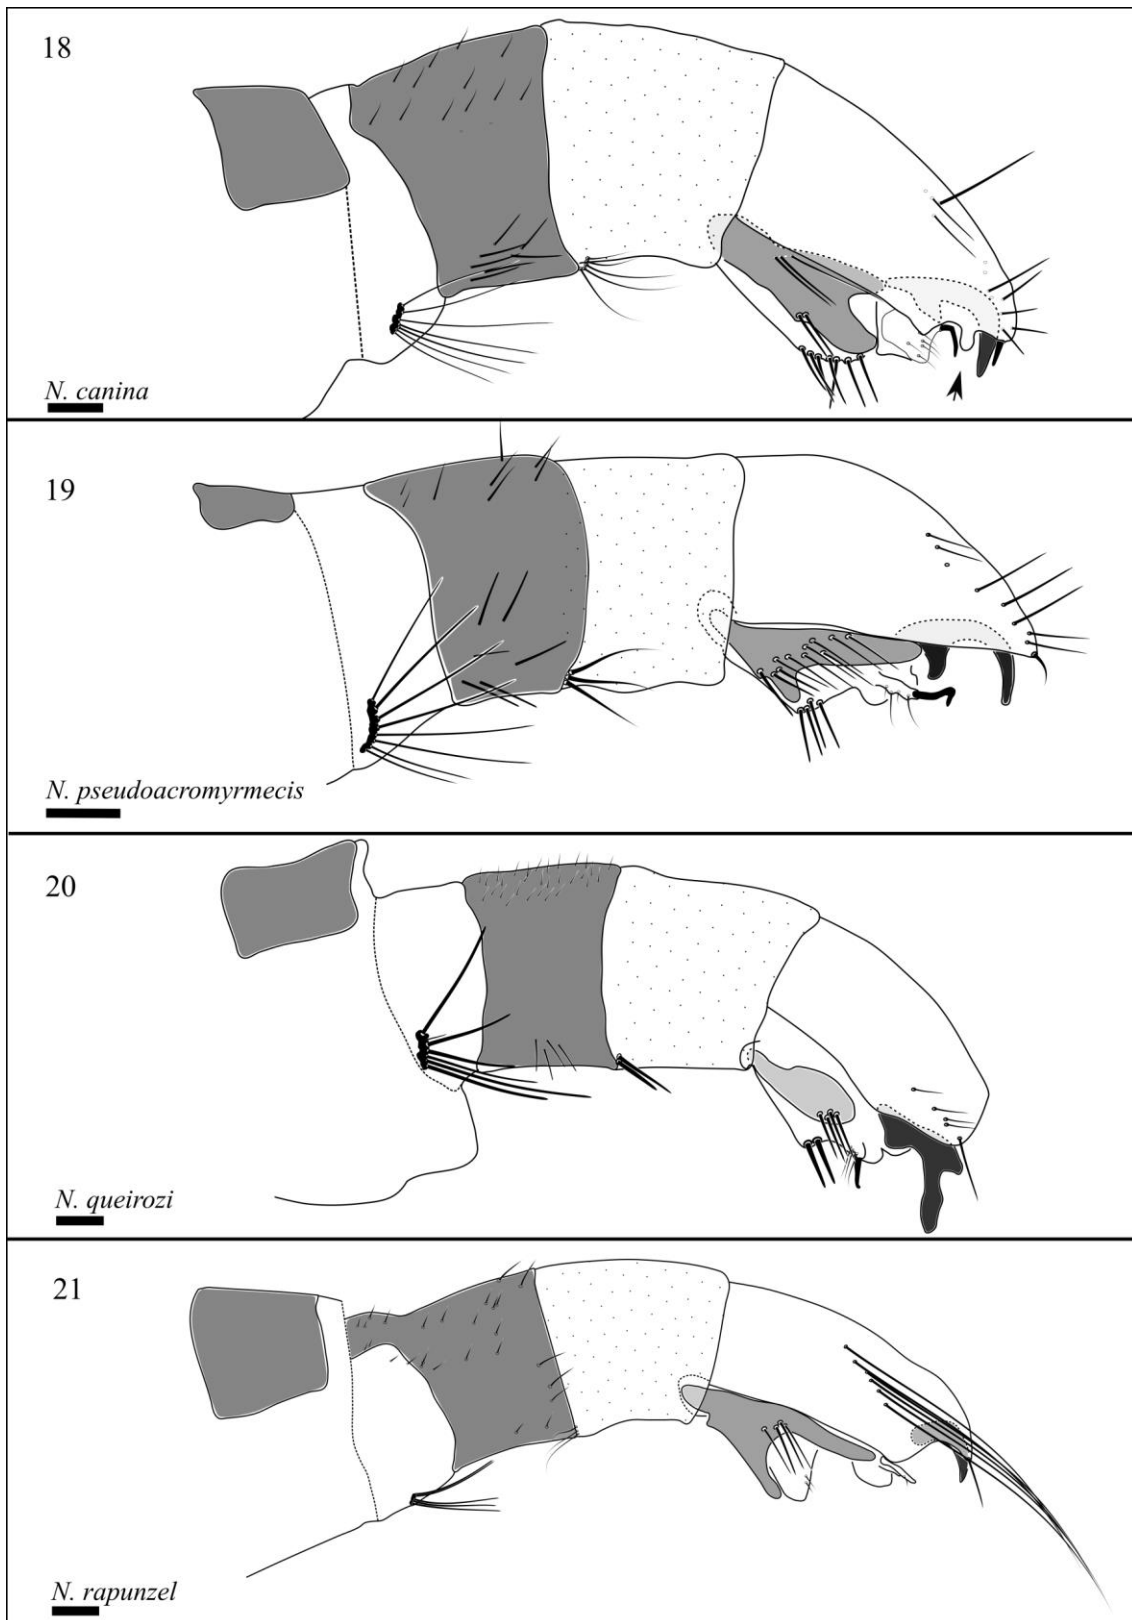 18
N. canina
19
N. pseudoacromyrmecis
20
N. queirozi
21
N. rapunzel